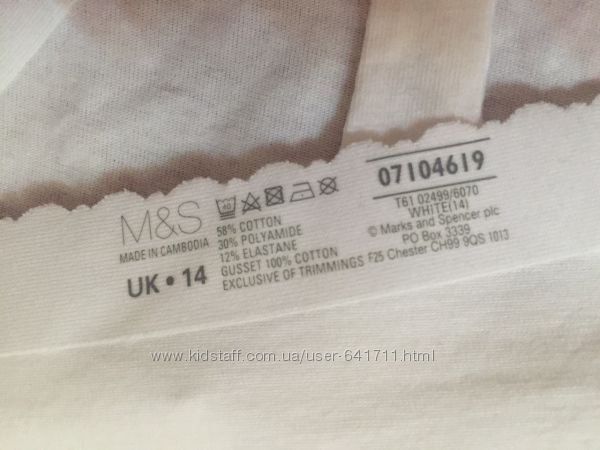 M&S
MADE IN CAMBODIA
UK • 14
40
58% COTTON
30% POLYAMIDE
12% ELASTANE
GUSSET 100% COTTON
EXCLUSIVE OF TRIMMINGS
07104619
T61 02499/6070
WHITE(14)
© Marks and Spencer plc
PO Box 3339
F25 Chester CH99 9QS 1013
www.kidstaff.com.ua/user-641711.html